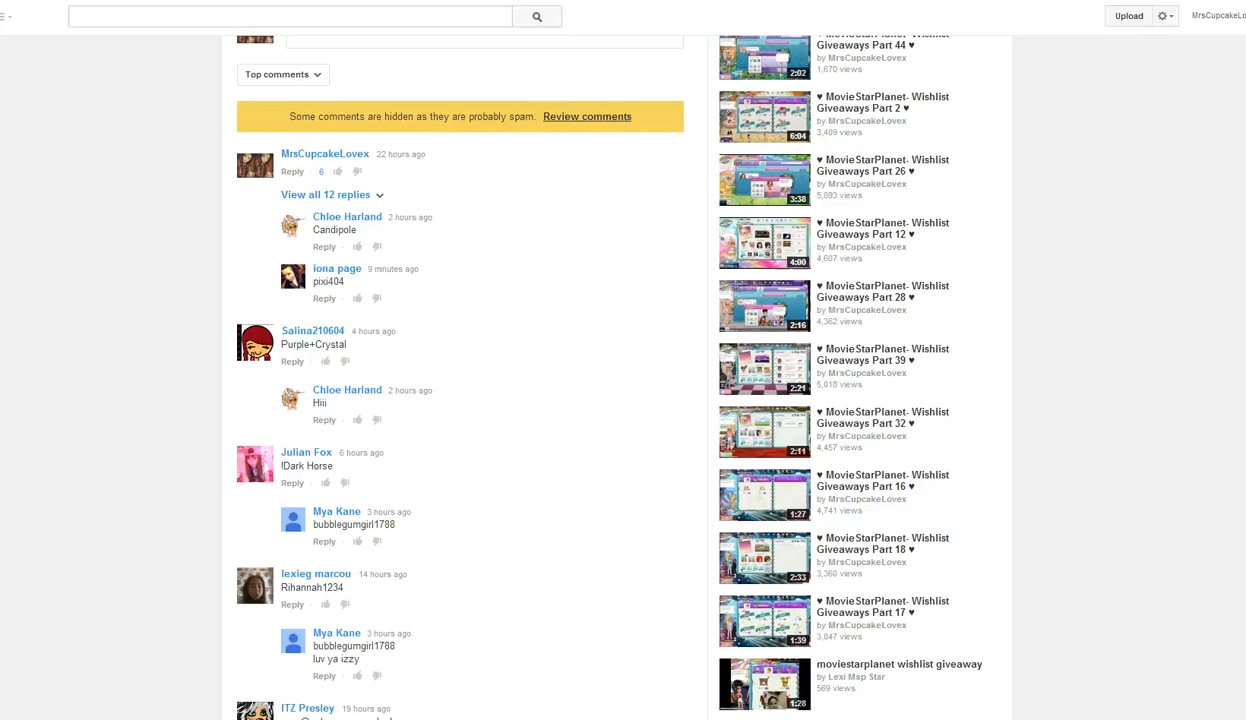 Upload
MrsCupcakeLo
Top comments
Some comments are hidden as they are probably spam. Review comments
MrsCupcakeLovex 22 hours ago
Reply · 6
View all 12 replies
Chloe Harland 2 hours ago
Candipole
Reply ·
iona page 9 minutes ago
pixi404
Reply ·
Salina210604 4 hours ago
Purple+Crystal
Reply ·
Chloe Harland 2 hours ago
Hiii
Reply ·
Julian Fox 6 hours ago
!Dark Horse
Reply ·
Mya Kane 3 hours ago
bubblegumgirl1788
Reply ·
lexieg marcou 14 hours ago
Rihannah1234
Reply ·
Mya Kane 3 hours ago
bubblegumgirl1788
luv ya izzy
Reply ·
ITZ Presley 19 hours ago
♥ MovieStarPlanet- Wishlist
Giveaways Part 44 ♥
by MrsCupcakeLovex
1,670 views
2:02
♥ MovieStarPlanet- Wishlist
Giveaways Part 2 ♥
by MrsCupcakeLovex
3,409 views
6:04
♥ MovieStarPlanet- Wishlist
Giveaways Part 26 ♥
by MrsCupcakeLovex
5,893 views
3:38
♥ MovieStarPlanet- Wishlist
Giveaways Part 12 ♥
by MrsCupcakeLovex
4,607 views
4:00
♥ MovieStarPlanet- Wishlist
Giveaways Part 28 ♥
by MrsCupcakeLovex
4,362 views
2:16
♥ MovieStarPlanet- Wishlist
Giveaways Part 39 ♥
by MrsCupcakeLovex
5,018 views
2:21
♥ MovieStarPlanet- Wishlist
Giveaways Part 32 ♥
by MrsCupcakeLovex
4,457 views
2:11
♥ MovieStarPlanet- Wishlist
Giveaways Part 16 ♥
by MrsCupcakeLovex
4,741 views
1:27
♥ MovieStarPlanet- Wishlist
Giveaways Part 18 ♥
by MrsCupcakeLovex
3,360 views
2:33
♥ MovieStarPlanet- Wishlist
Giveaways Part 17 ♥
by MrsCupcakeLovex
3,047 views
1:39
moviestarplanet wishlist giveaway
by Lexi Msp Star
569 views
1:28